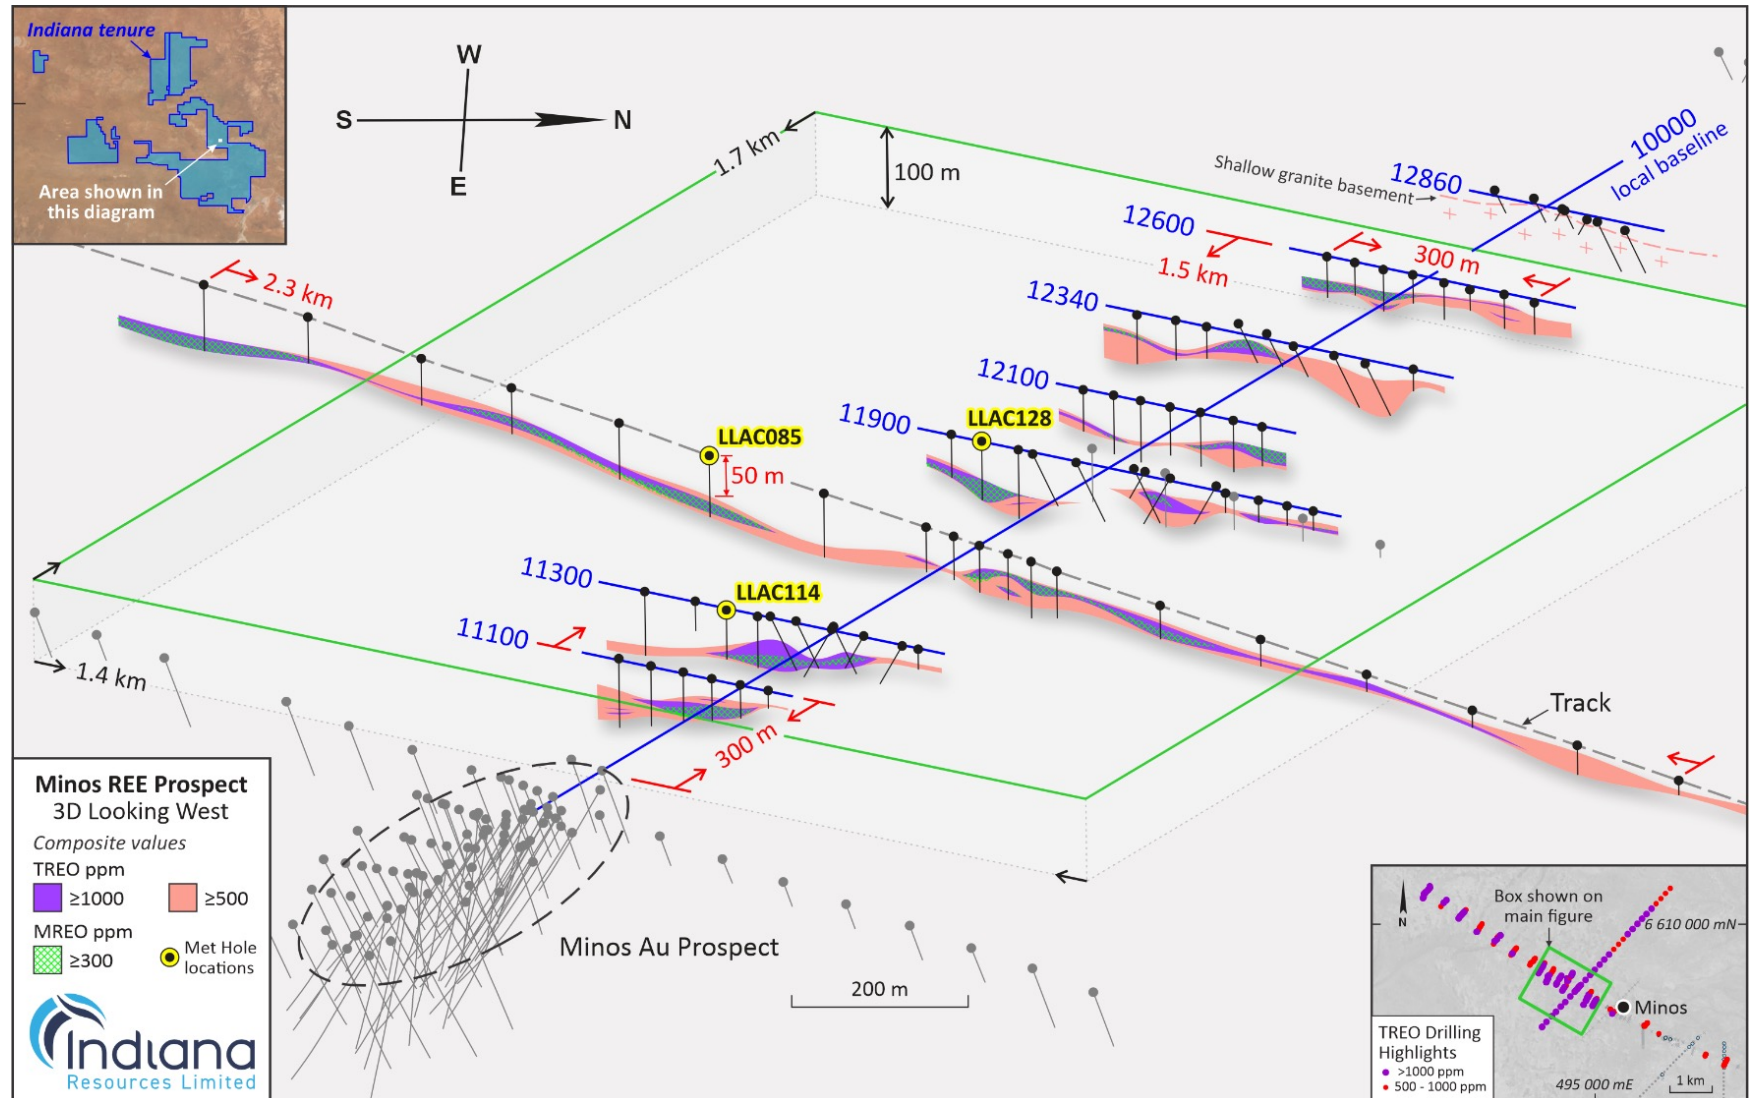 Indiana tenure
Area shown in
this diagram
W
S
N
E
1.7 km
100 m
Shallow granite basement
10000
local baseline
12860
12600
300 m
1.5 km
12340
2.3 km
12100
11900
LLAC128
LLAC085
50 m
11300
LLAC114
11100
1.4 km
300 m
Track
Minos REE Prospect
3D Looking West
Composite values
TREO ppm
≥1000
≥500
MREO ppm
≥300
Met Hole
locations
Indiana
Resources Limited
Minos Au Prospect
200 m
Box shown on
main figure
N
6 610 000 mN
Minos
TREO Drilling
Highlights
>1000 ppm
500 - 1000 ppm
495 000 mE
1 km